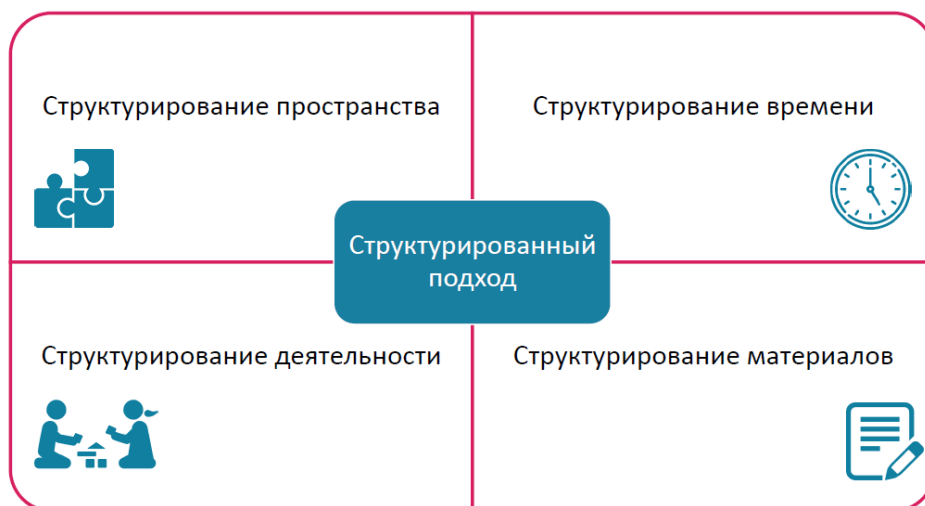 Структурирование пространства
Структурирование времени
Структурированный
подход
Структурирование деятельности
Структурирование материалов